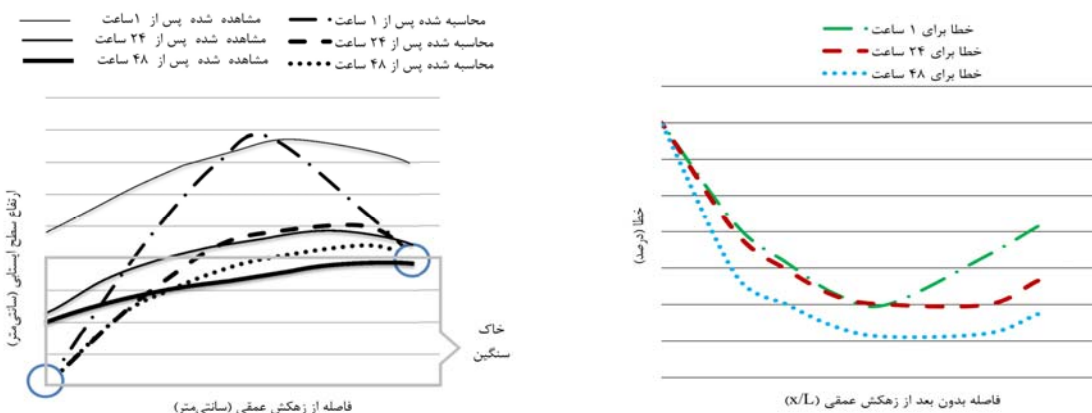 مشاهده شده پس از ۱ساعت
مشاهده شده پس از ۲۴ ساعت
مشاهده شده پس از ۴۸ ساعت
محاسبه شده پس از ۱ ساعت
محاسبه شده پس از ۲۴ ساعت
محاسبه شده پس از ۴۸ ساعت
ارتفاع سطح ایستابی (سانتی‌متر)
خاک
سنگین
فاصله از زهکش عمقی (سانتی‌متر)
خطا برای ۱ ساعت
خطا برای ۲۴ ساعت
خطا برای ۴۸ ساعت
خطا (درصد)
فاصله بدون بعد از زهکش عمقی (x/L)